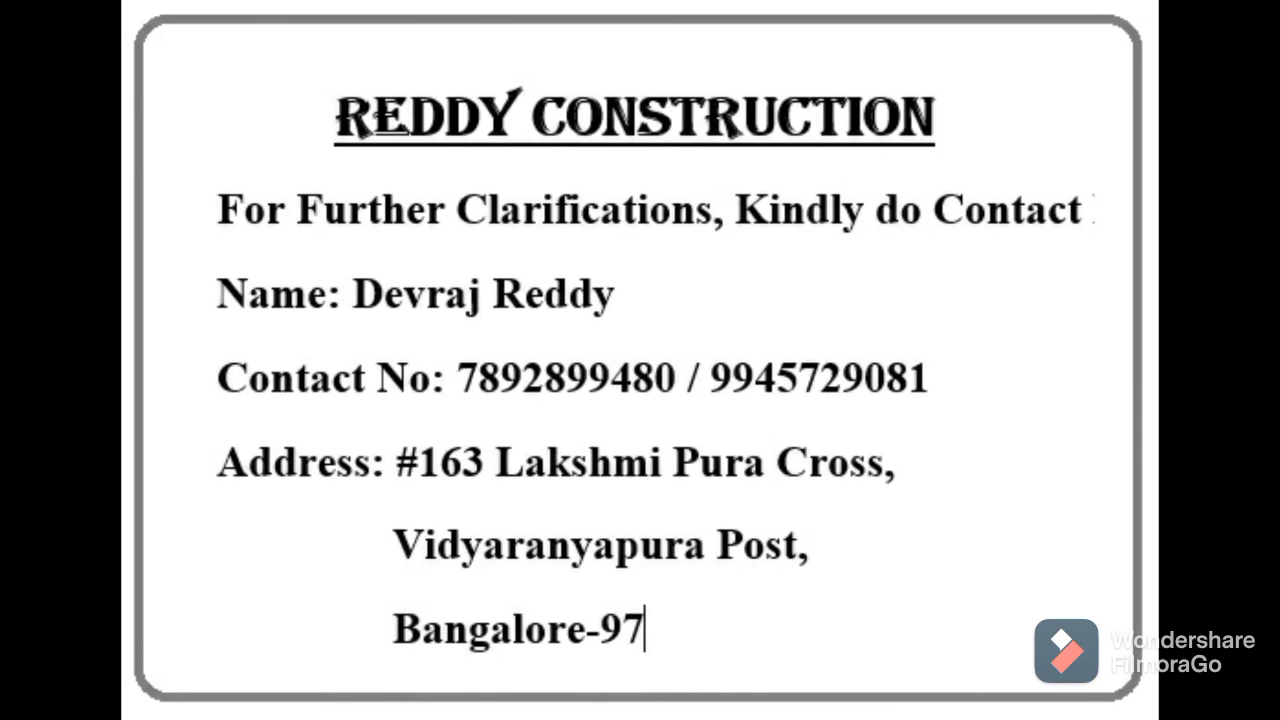 REDDY CONSTRUCTION
For Further Clarifications, Kindly do Contact
Name: Devraj Reddy
Contact No: 7892899480 / 9945729081
Address: #163 Lakshmi Pura Cross,
Vidyaranyapura Post,
Bangalore-97
Wondershare
FilmoraGo